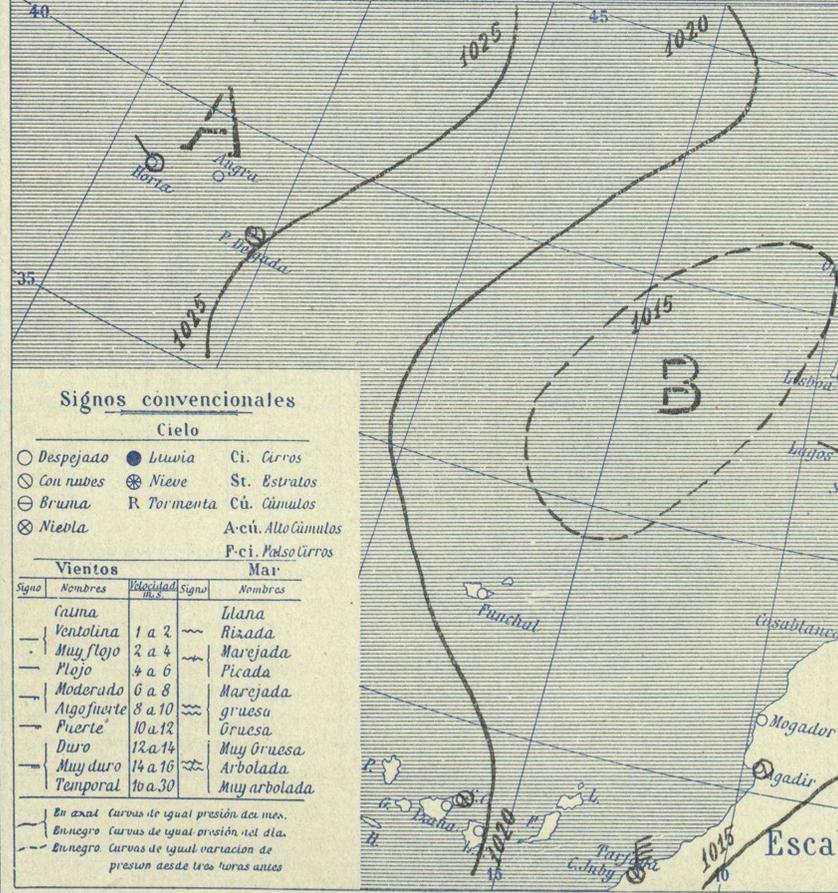 40
45
1025
1020
A
Horta
Angra
P. Delgada
35
1025
1015
B
Lisboa
Lagos
Signos convencionales
Cielo
Despejado Lluvia Ci. Cirros
Con nubes Nieve St. Estratos
Bruma R Tormenta Cú. Cúmulos
Niebla A-cú. Alto Cúmulos
F-ci. Falso Cirros
Vientos Mar
Signo Nombres Velocidad m.s. Signo Nombres
Calma Llana
Ventolina 1 a 2 Rizada
Muy flojo 2 a 4 Marejada
Flojo 4 a 6 Picada
Moderado 6 a 8 Marejada
Algo fuerte 8 a 10 gruesa
Fuerte 10 a 12 Gruesa
Duro 12 a 14 Muy Gruesa
Muy duro 14 a 16 Arbolada
Temporal 16 a 30 Muy arbolada
En azul Curvas de igual presión del mes.
En negro Curvas de igual presión del día.
En negro Curvas de igual variacion de
presion desde tres horas antes
Funchal
Casablanca
Mogador
Agadir
P.
G.
H.
L.
F.
1020
15
C. Juby
1015
10
Esca